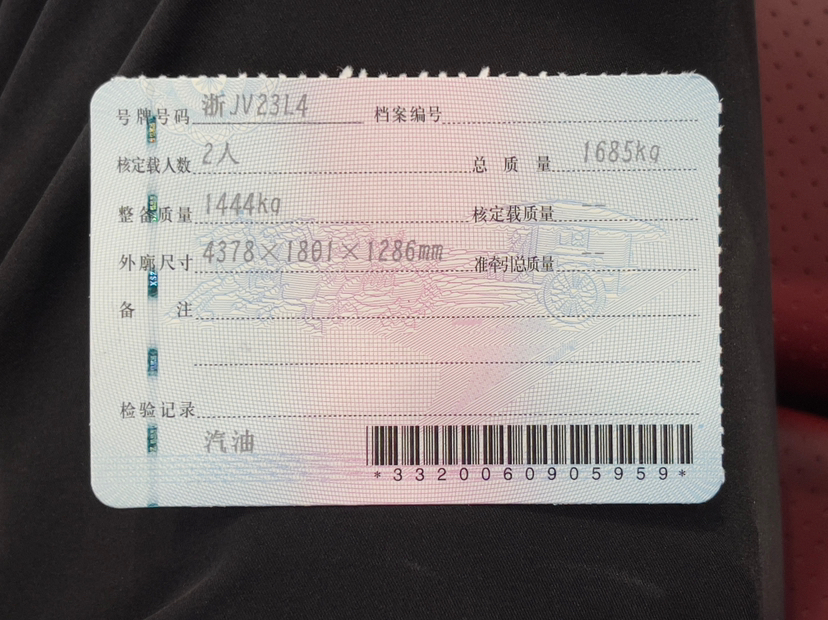 号牌号码 浙JV23L4 档案编号
核定载人数 2人 总质量 1685kg
整备质量 1444kg 核定载质量 --
外廓尺寸 4378×1801×1286mm 准牵引总质量 --
备注
检验记录
汽油
*3320060905959*